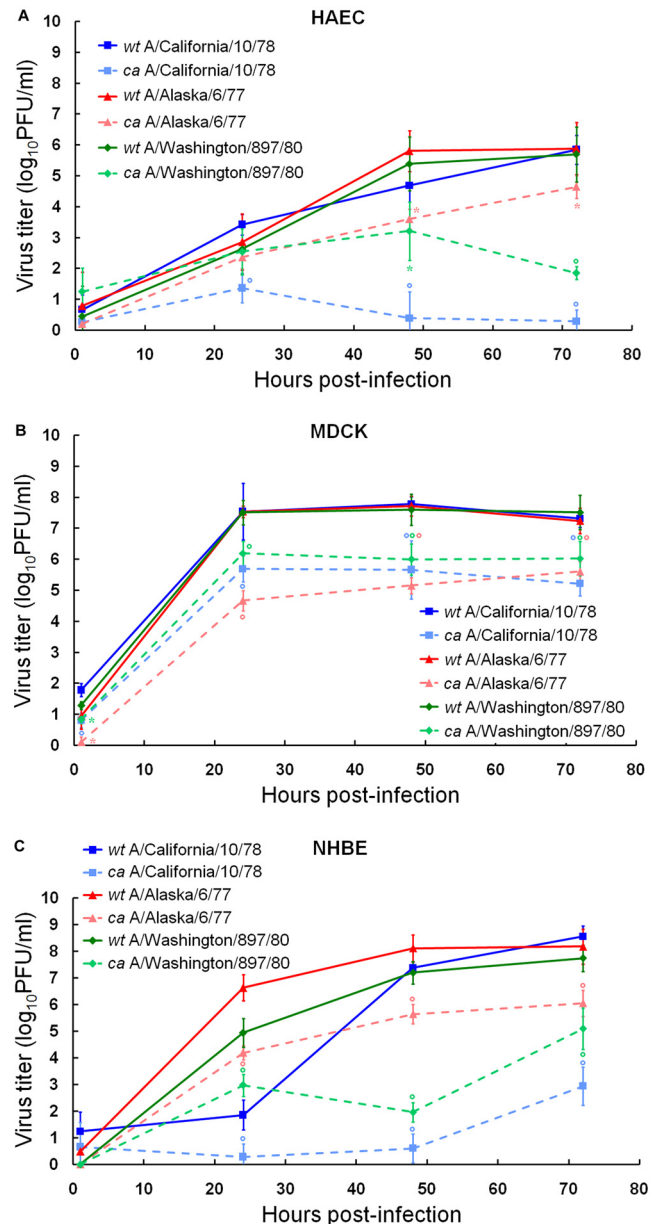 A
HAEC
10
9
8
7
6
5
4
3
2
1
0
wt A/California/10/78
ca A/California/10/78
wt A/Alaska/6/77
ca A/Alaska/6/77
wt A/Washington/897/80
ca A/Washington/897/80
Virus titer (log10PFU/ml)
* * * ° ° ° ° °
0 10 20 30 40 50 60 70 80
Hours post-infection
B
MDCK
10
9
8
7
6
5
4
3
2
1
0
Virus titer (log10PFU/ml)
wt A/California/10/78
ca A/California/10/78
wt A/Alaska/6/77
ca A/Alaska/6/77
wt A/Washington/897/80
ca A/Washington/897/80
0 20 40 60 80
Hours post-infection
C
NHBE
wt A/California/10/78
ca A/California/10/78
wt A/Alaska/6/77
ca A/Alaska/6/77
wt A/Washington/897/80
ca A/Washington/897/80
10
9
8
7
6
5
4
3
2
1
0
Virus titer (log10PFU/ml)
0 10 20 30 40 50 60 70 80
Hours post-infection